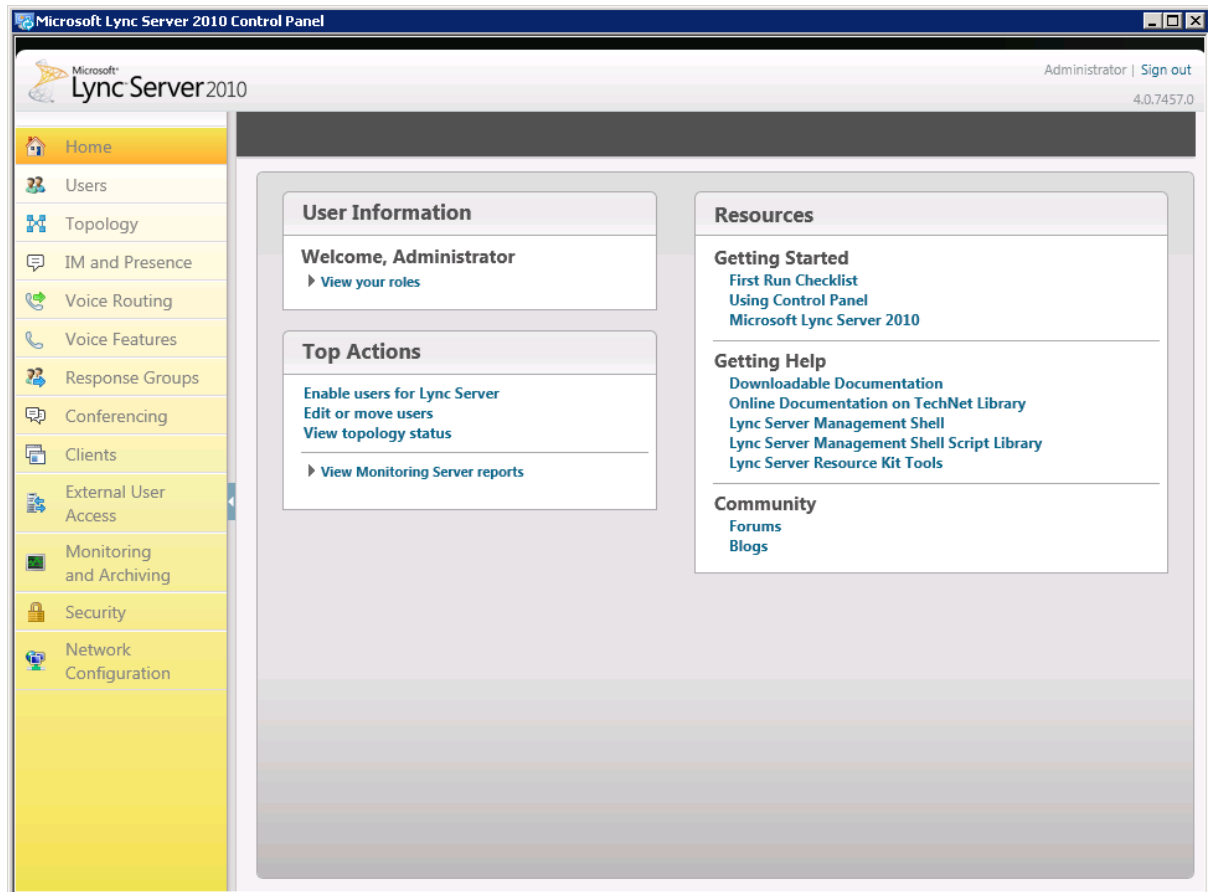 Microsoft Lync Server 2010 Control Panel
Microsoft®
Lync Server 2010
Administrator | Sign out
4.0.7457.0
Home
Users
Topology
IM and Presence
Voice Routing
Voice Features
Response Groups
Conferencing
Clients
External User
Access
Monitoring
and Archiving
Security
Network
Configuration
User Information
Welcome, Administrator
View your roles
Top Actions
Enable users for Lync Server
Edit or move users
View topology status
View Monitoring Server reports
Resources
Getting Started
First Run Checklist
Using Control Panel
Microsoft Lync Server 2010
Getting Help
Downloadable Documentation
Online Documentation on TechNet Library
Lync Server Management Shell
Lync Server Management Shell Script Library
Lync Server Resource Kit Tools
Community
Forums
Blogs